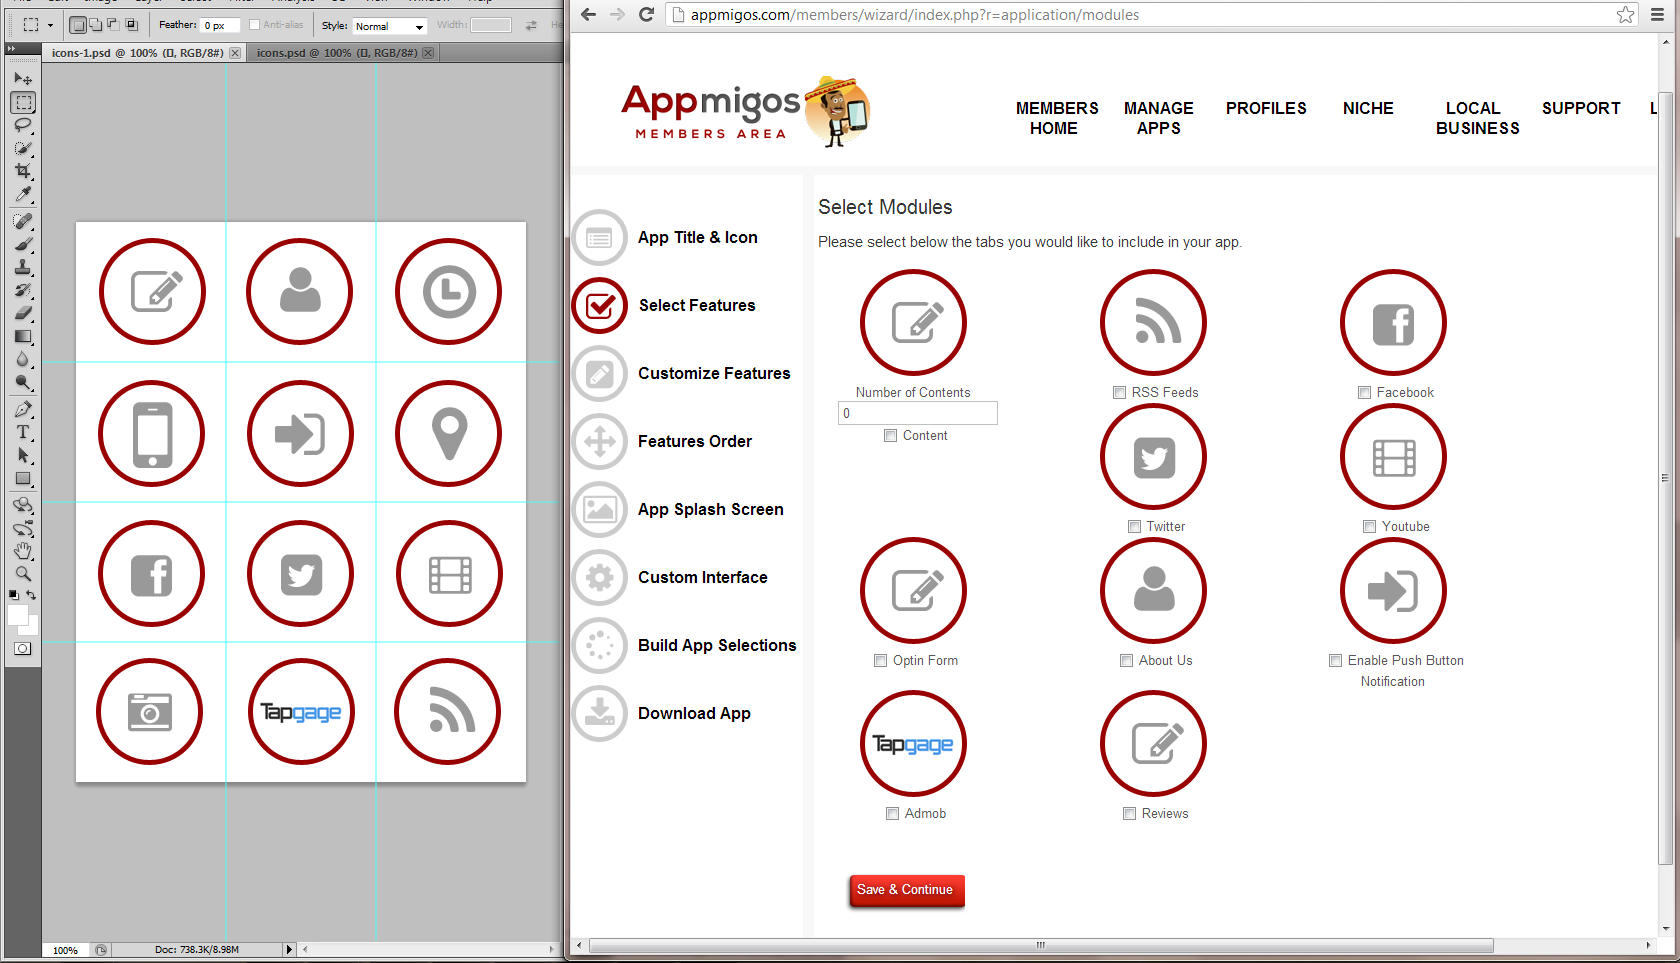 Feather: 0 px
Anti-alias
Style: Normal
Width:
He
icons-1.psd @ 100% (▯, RGB/8#)
icons.psd @ 100% (▯, RGB/8#)
Tapgage
100%
Doc: 738.3K/8.98M
appmigos.com/members/wizard/index.php?r=application/modules
Appmigos
MEMBERS AREA
MEMBERS
HOME
MANAGE
APPS
PROFILES
NICHE
LOCAL
BUSINESS
SUPPORT
App Title & Icon
Select Features
Customize Features
Features Order
App Splash Screen
Custom Interface
Build App Selections
Download App
Select Modules
Please select below the tabs you would like to include in your app.
Number of Contents
0
Content
RSS Feeds
Facebook
Twitter
Youtube
Optin Form
About Us
Enable Push Button
Notification
Tapgage
Admob
Reviews
Save & Continue